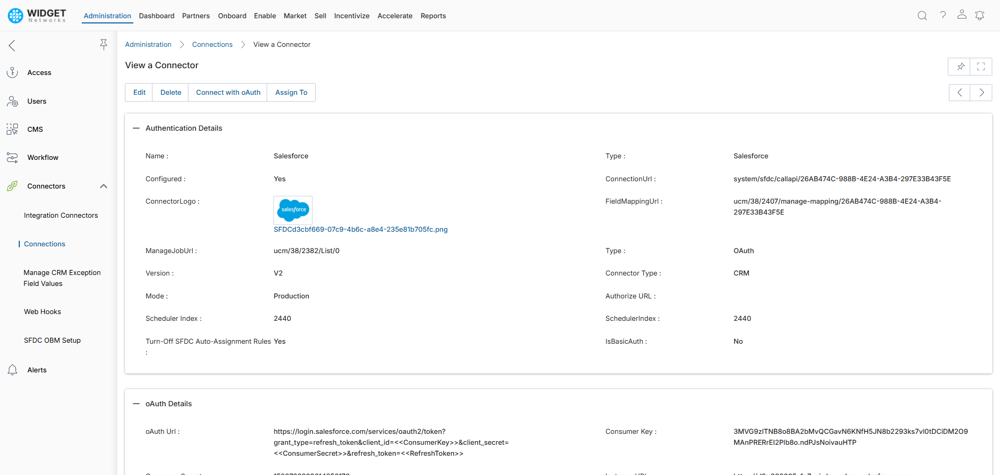 WIDGET
Networks
Administration
Dashboard
Partners
Onboard
Enable
Market
Sell
Incentivize
Accelerate
Reports
Access
Users
CMS
Workflow
Connectors
Integration Connectors
Connections
Manage CRM Exception
Field Values
Web Hooks
SFDC OBM Setup
Alerts
Administration
Connections
View a Connector
View a Connector
Edit
Delete
Connect with oAuth
Assign To
Authentication Details
Name :
Salesforce
Type :
Salesforce
Configured :
Yes
ConnectionUrl :
system/sfdc/callapi/26AB474C-988B-4E24-A3B4-297E33B43F5E
ConnectorLogo :
salesforce
SFDCd3cbf669-07c9-4b6c-a8e4-235e81b705fc.png
FieldMappingUrl :
ucm/38/2407/manage-mapping/26AB474C-988B-4E24-A3B4-
297E33B43F5E
ManageJobUrl :
ucm/38/2382/List/0
Type :
OAuth
Version :
V2
Connector Type :
CRM
Mode :
Production
Authorize URL :
Scheduler Index :
2440
SchedulerIndex :
2440
Turn-Off SFDC Auto-Assignment Rules
:
Yes
IsBasicAuth :
No
oAuth Details
oAuth Url :
https://login.salesforce.com/services/oauth2/token?
grant_type=refresh_token&client_id=<<ConsumerKey>>&client_secret=
<<ConsumerSecret>>&refresh_token=<<RefreshToken>>
Consumer Key :
3MVG9zlTNB8o8BA2bMvQCGavN6KNfH5JN8b2293ks7vl0tDCiDM2O9
MAnPRERrEI2Plb8o.ndPJsNoivauHTP